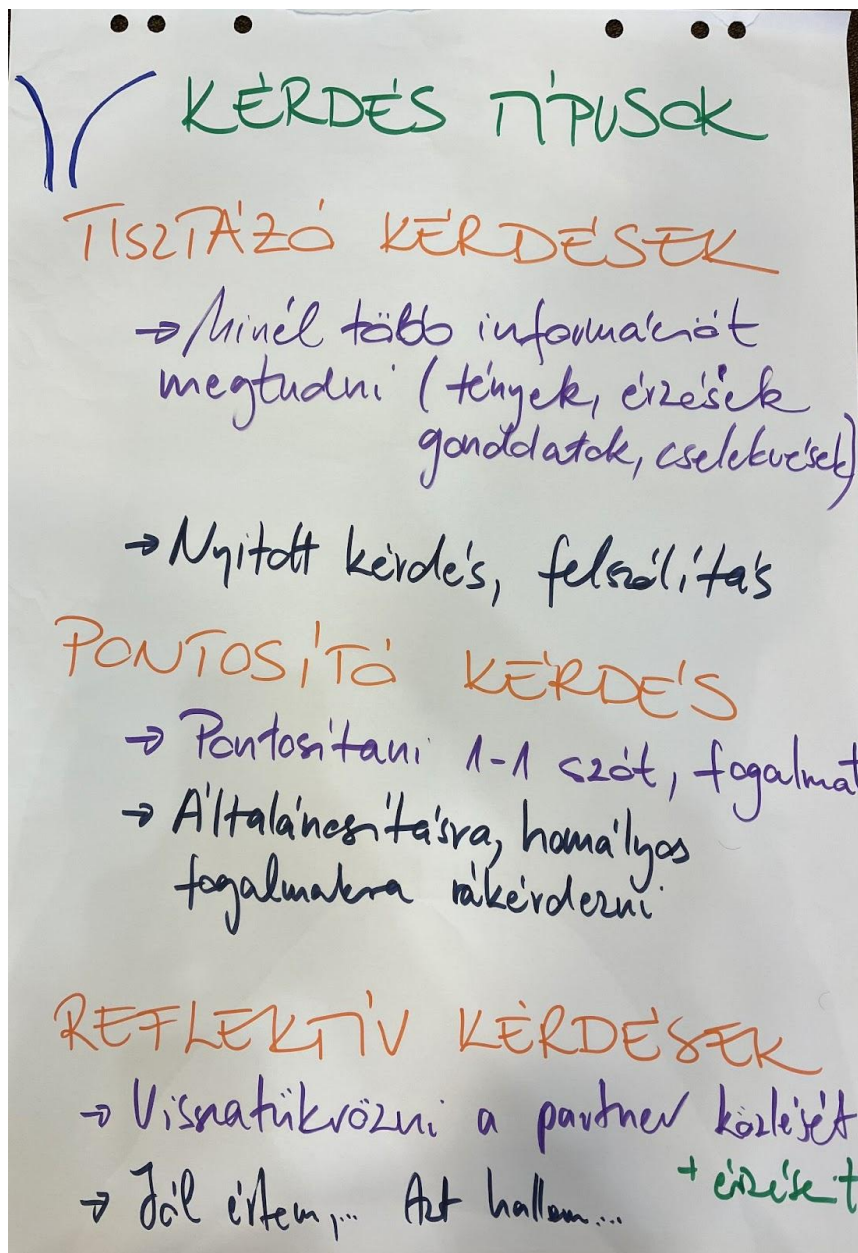 KÉRDÉS TÍPUSOK
TISZTÁZÓ KÉRDÉSEK
→ Minél több információt
megtudni (tények, érzések
gondolatok, cselekvések)
→ Nyitott kérdés, felszólítás
PONTOSÍTÓ KÉRDÉS
→ Pontosítani 1-1 szót, fogalmat
→ Általánosításra, homályos
fogalmakra rákérdezni
REFLEKTÍV KÉRDÉSEK
→ Visszatükrözni a partner közlését
+ érzését
→ Jól értem,... Azt hallom...